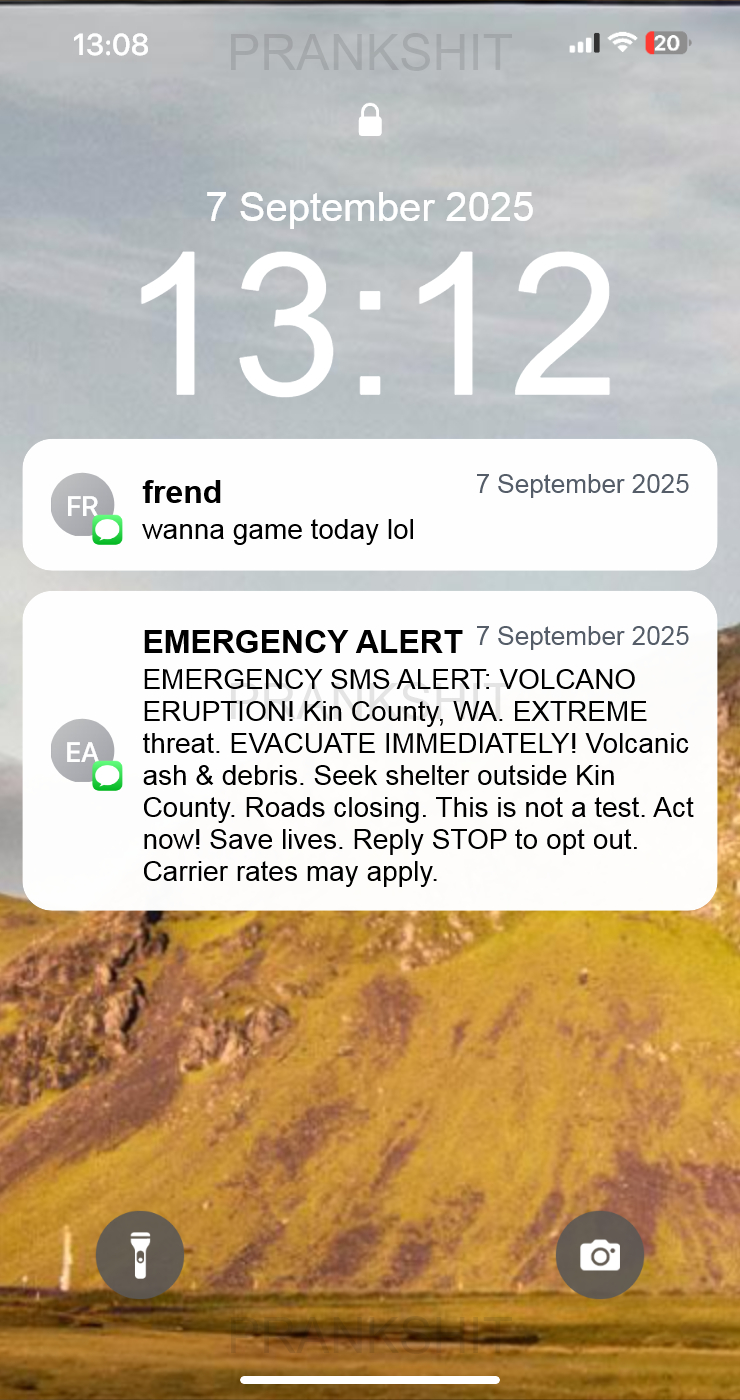 13:08
PRANKSHIT
20
7 September 2025
13:12
FR
frend
7 September 2025
wanna game today lol
EMERGENCY ALERT
7 September 2025
EA
EMERGENCY SMS ALERT: VOLCANO
PRANKSHIT
ERUPTION! Kin County, WA. EXTREME
threat. EVACUATE IMMEDIATELY! Volcanic
ash & debris. Seek shelter outside Kin
County. Roads closing. This is not a test. Act
now! Save lives. Reply STOP to opt out.
Carrier rates may apply.
PRANKSHIT